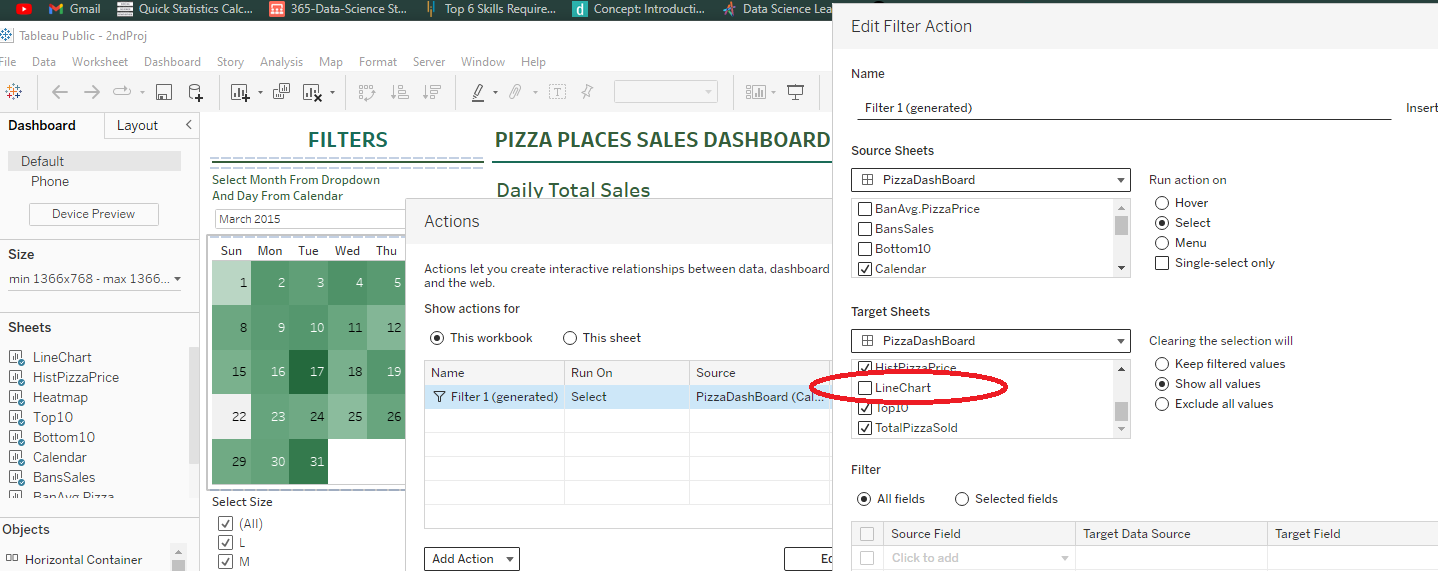 Gmail
Quick Statistics Calc...
365-Data-Science-St...
Top 6 Skills Require...
d Concept: Introducti...
Data Science Lea
Tableau Public - 2ndProj
File Data Worksheet Dashboard Story Analysis Map Format Server Window Help
Dashboard Layout
Default
Phone
Device Preview
Size
min 1366x768 - max 1366...
Sheets
LineChart
HistPizzaPrice
Heatmap
Top10
Bottom10
Calendar
BansSales
BanAvg.Pizza
Objects
Horizontal Container
FILTERS
Select Month From Dropdown
And Day From Calendar
March 2015
Sun Mon Tue Wed Thu
1 2 3 4 5
8 9 10 11 12
15 16 17 18 19
22 23 24 25 26
29 30 31
Select Size
(All)
L
M
PIZZA PLACES SALES DASHBOARD
Daily Total Sales
Actions
Actions let you create interactive relationships between data, dashboard
and the web.
Show actions for
This workbook This sheet
Name Run On Source
Filter 1 (generated) Select PizzaDashBoard (Cal...
Add Action
Edit Filter Action
Name
Filter 1 (generated) Insert
Source Sheets
PizzaDashBoard
BanAvg.PizzaPrice
BansSales
Bottom10
Calendar
Run action on
Hover
Select
Menu
Single-select only
Target Sheets
PizzaDashBoard
HistPizzaPrice
LineChart
Top10
TotalPizzaSold
Clearing the selection will
Keep filtered values
Show all values
Exclude all values
Filter
All fields Selected fields
Source Field Target Data Source Target Field
Click to add